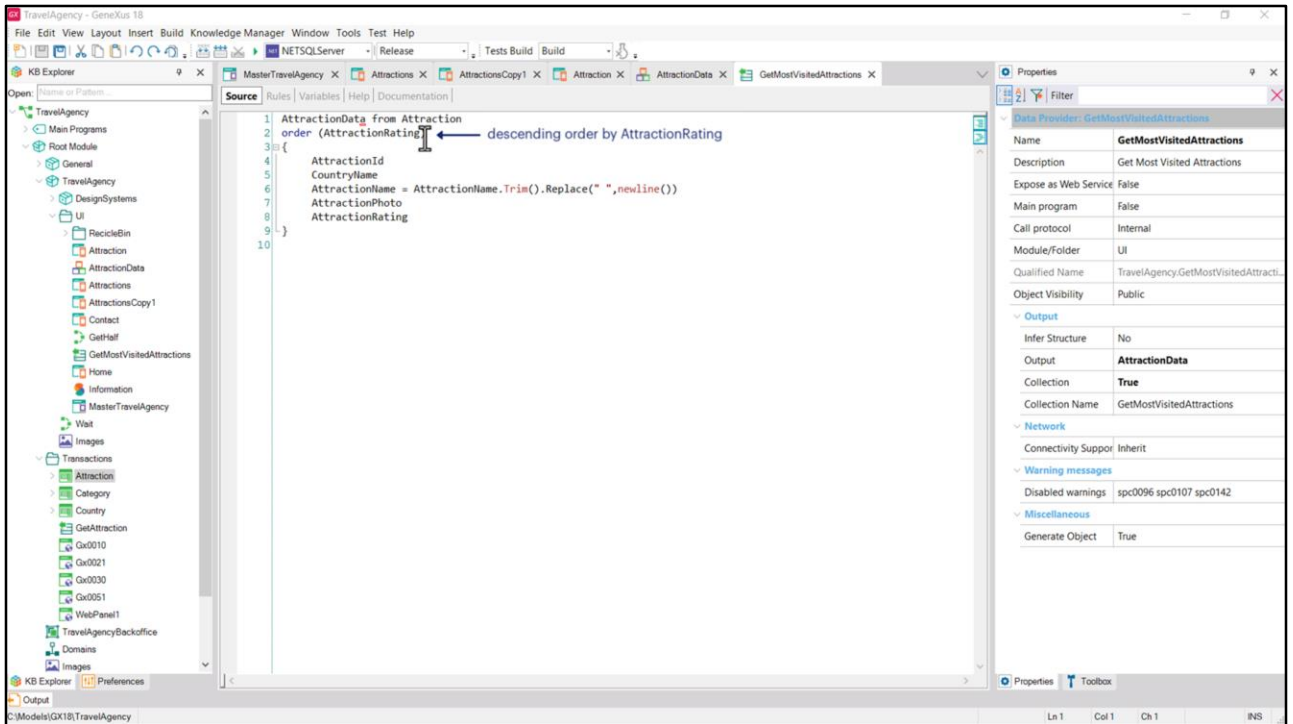 TravelAgency - GeneXus 18
File Edit View Layout Insert Build Knowledge Manager Window Tools Test Help
NETSQLServer Release Tests Build Build
KB Explorer
Open: Name or Pattern...
TravelAgency
Main Programs
Root Module
General
TravelAgency
DesignSystems
UI
RecicleBin
Attraction
AttractionData
Attractions
AttractionsCopy1
Contact
GetHalf
GetMostVisitedAttractions
Home
Information
MasterTravelAgency
Wait
Images
Transactions
Attraction
Category
Country
GetAttraction
Gx0010
Gx0021
Gx0030
Gx0051
WebPanel1
TravelAgencyBackoffice
Domains
Images
KB Explorer Preferences
Output
C:\Models\GX18\TravelAgency
MasterTravelAgency Attractions AttractionsCopy1 Attraction AttractionData GetMostVisitedAttractions
Source Rules Variables Help Documentation
1 AttractionData from Attraction
2 order (AttractionRating) descending order by AttractionRating
3 {
4 AttractionId
5 CountryName
6 AttractionName = AttractionName.Trim().Replace(" ",newline())
7 AttractionPhoto
8 AttractionRating
9 }
10
Properties
Filter
Data Provider: GetMostVisitedAttractions
Name GetMostVisitedAttractions
Description Get Most Visited Attractions
Expose as Web Service False
Main program False
Call protocol Internal
Module/Folder UI
Qualified Name TravelAgency.GetMostVisitedAttracti...
Object Visibility Public
Output
Infer Structure No
Output AttractionData
Collection True
Collection Name GetMostVisitedAttractions
Network
Connectivity Suppor Inherit
Warning messages
Disabled warnings spc0096 spc0107 spc0142
Miscellaneous
Generate Object True
Properties Toolbox
Ln 1 Col 1 Ch 1 INS